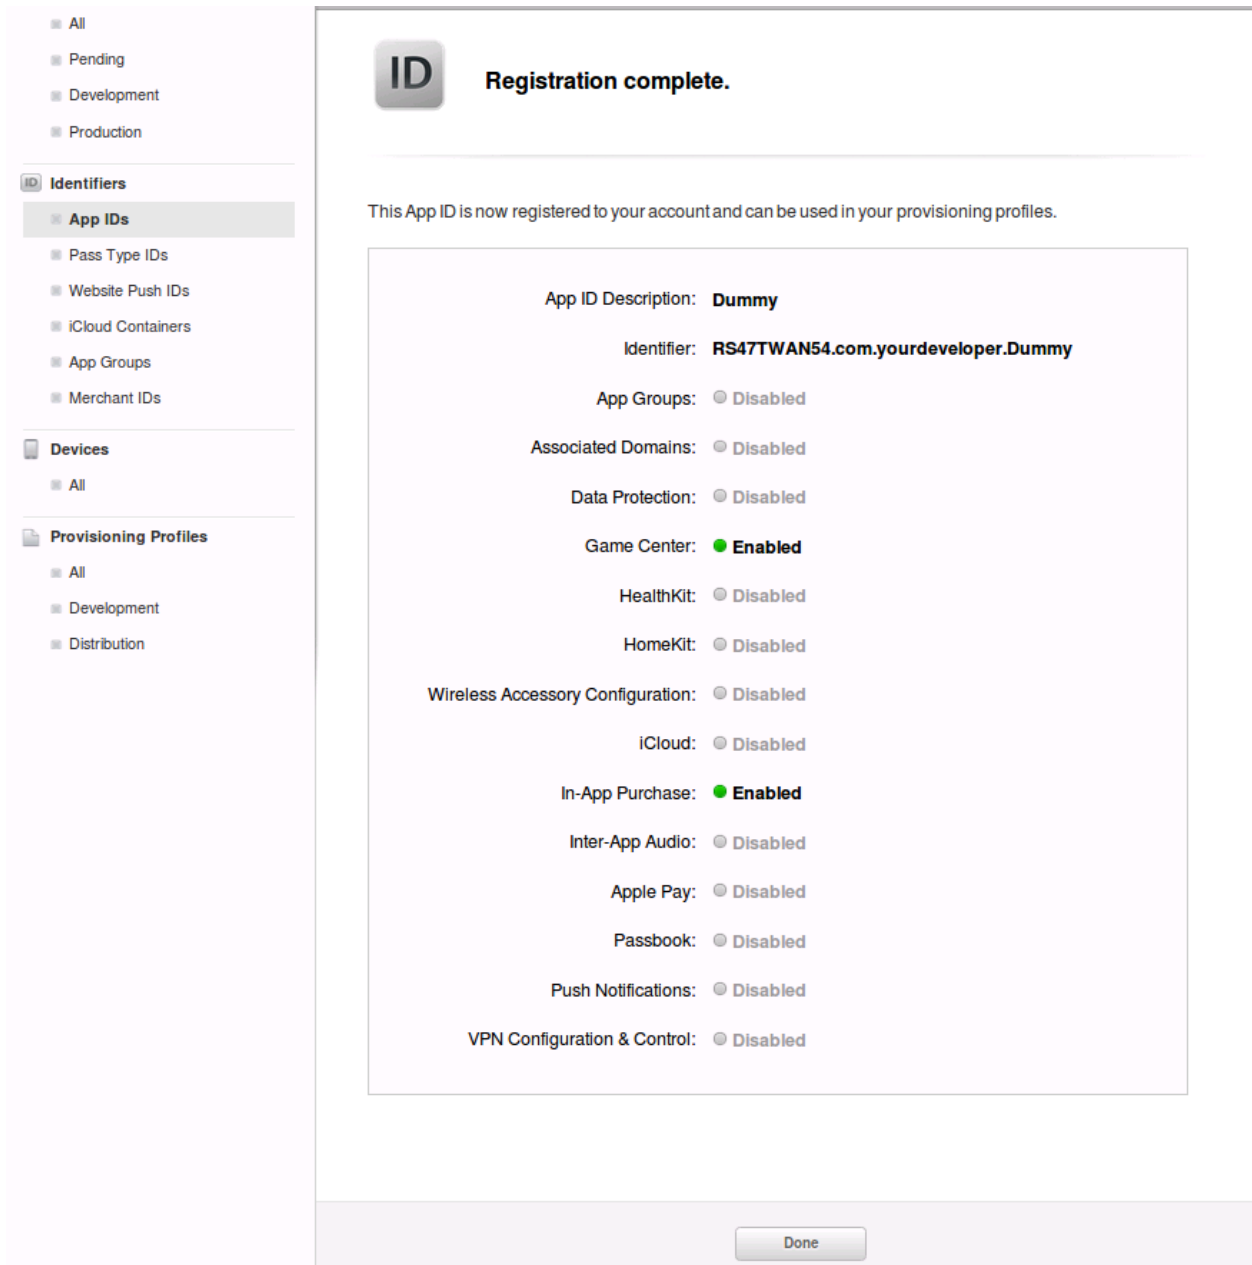 All
Pending
Development
Production
ID Identifiers
App IDs
Pass Type IDs
Website Push IDs
iCloud Containers
App Groups
Merchant IDs
Devices
All
Provisioning Profiles
All
Development
Distribution
ID Registration complete.
This App ID is now registered to your account and can be used in your provisioning profiles.
App ID Description: Dummy
Identifier: RS47TWAN54.com.yourdeveloper.Dummy
App Groups: Disabled
Associated Domains: Disabled
Data Protection: Disabled
Game Center: Enabled
HealthKit: Disabled
HomeKit: Disabled
Wireless Accessory Configuration: Disabled
iCloud: Disabled
In-App Purchase: Enabled
Inter-App Audio: Disabled
Apple Pay: Disabled
Passbook: Disabled
Push Notifications: Disabled
VPN Configuration & Control: Disabled
Done